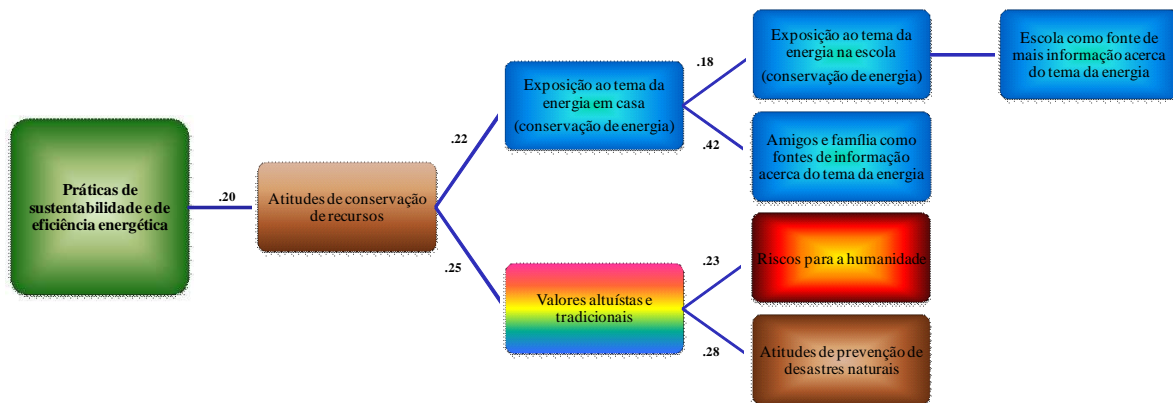 Práticas de
sustentabilidade e de
eficiência energética
.20
Atitudes de conservação
de recursos
.22
.25
Exposição ao tema da
energia em casa
(conservação de energia)
Valores altuístas e
tradicionais
.18
.42
.23
.28
Exposição ao tema da
energia na escola
(conservação de energia)
Amigos e família como
fontes de informação
acerca do tema da energia
Riscos para a humanidade
Atitudes de prevenção de
desastres naturais
Escola como fonte de
mais informação acerca
do tema da energia